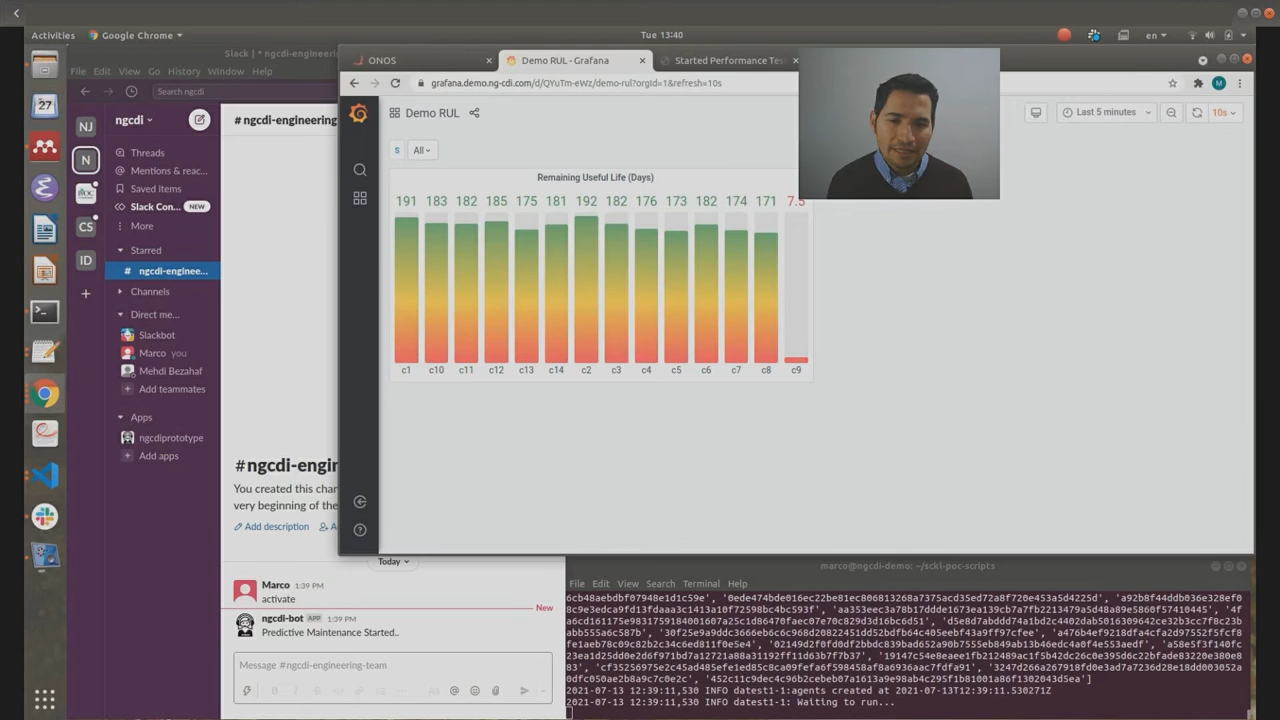 Activities
Google Chrome
Tue 13:40
en
Slack | * ngcdi-engineeri
File Edit View Go History Window Help
Search ngcdi
ngcdi
#ngcdi-engineering
NJ
N
CS
ID
27
Threads
Mentions & reac...
Saved Items
Slack Con...
NEW
More
Starred
# ngcdi-enginee...
Channels
Direct me...
Slackbot
Marco you
Mehdi Bezahaf
Add teammates
Apps
ngcdiprototype
Add apps
#ngcdi-engi
You created this chan
very beginning of the
Add description
Today
Marco 1:39 PM
activate
New
ngcdi-bot APP 1:39 PM
Predictive Maintenance Started..
Message #ngcdi-engineering-team
ONOS
Demo RUL - Grafana
Started Performance Tes
grafana.demo.ng-cdi.com/d/QYuTm-eWz/demo-rul?orgId=1&refresh=10s
M
Demo RUL
Last 5 minutes
10s
S All
Remaining Useful Life (Days)
191 183 182 185 175 181 192 182 176 173 182 174 171 7.5
c1 c10 c11 c12 c13 c14 c2 c3 c4 c5 c6 c7 c8 c9
marco@ngcdi-demo: ~/scki-poc-scripts
File Edit View Search Terminal Help
2021-07-13 12:39:11,530 INFO datest1-1:agents created at 2021-07-13T12:39:11.530271Z
2021-07-13 12:39:11,530 INFO datest1-1: Waiting to run...